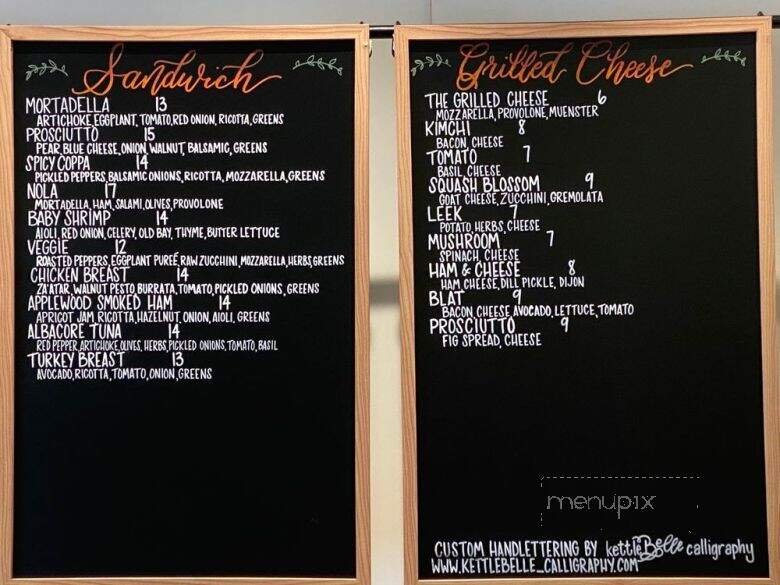 Sandwich
MORTADELLA 13
ARTICHOKE, EGGPLANT, TOMATO, RED ONION, RICOTTA, GREENS
PROSCIUTTO 15
PEAR, BLUE CHEESE, ONION, WALNUT, BALSAMIC, GREENS
SPICY COPPA 14
PICKLED PEPPERS, BALSAMIC ONIONS, RICOTTA, MOZZARELLA, GREENS
NOLA 17
MORTADELLA, HAM, SALAMI, OLIVES, PROVOLONE
BABY SHRIMP 14
AIOLI, RED ONION, CELERY, OLD BAY, THYME, BUTTER LETTUCE
VEGGIE 12
ROASTED PEPPERS, EGGPLANT PUREÉ, RAW ZUCCHINI, MOZZARELLA, HERBS, GREENS
CHICKEN BREAST 14
ZA'ATAR, WALNUT PESTO, BURRATA, TOMATO, PICKLED ONIONS, GREENS
APPLEWOOD SMOKED HAM 14
APRICOT JAM, RICOTTA, HAZELNUT, ONION, AIOLI, GREENS
ALBACORE TUNA 14
RED PEPPER, ARTICHOKE, OLIVES, HERBS, PICKLED ONIONS, TOMATO, BASIL
TURKEY BREAST 13
AVOCADO, RICOTTA, TOMATO, ONION, GREENS
Grilled Cheese
THE GRILLED CHEESE 6
MOZZARELLA, PROVOLONE, MUENSTER
KIMCHI 8
BACON, CHEESE
TOMATO 7
BASIL, CHEESE
SQUASH BLOSSOM 9
GOAT CHEESE, ZUCCHINI, GREMOLATA
LEEK 7
POTATO, HERBS, CHEESE
MUSHROOM 7
SPINACH, CHEESE
HAM & CHEESE 8
HAM, CHEESE, DILL PICKLE, DIJON
BLAT 9
BACON, CHEESE, AVOCADO, LETTUCE, TOMATO
PROSCIUTTO 9
FIG SPREAD, CHEESE
menupix
CUSTOM HANDLETTERING BY kettleBelle calligraphy
WWW.KETTLEBELLE_CALLIGRAPHY.COM